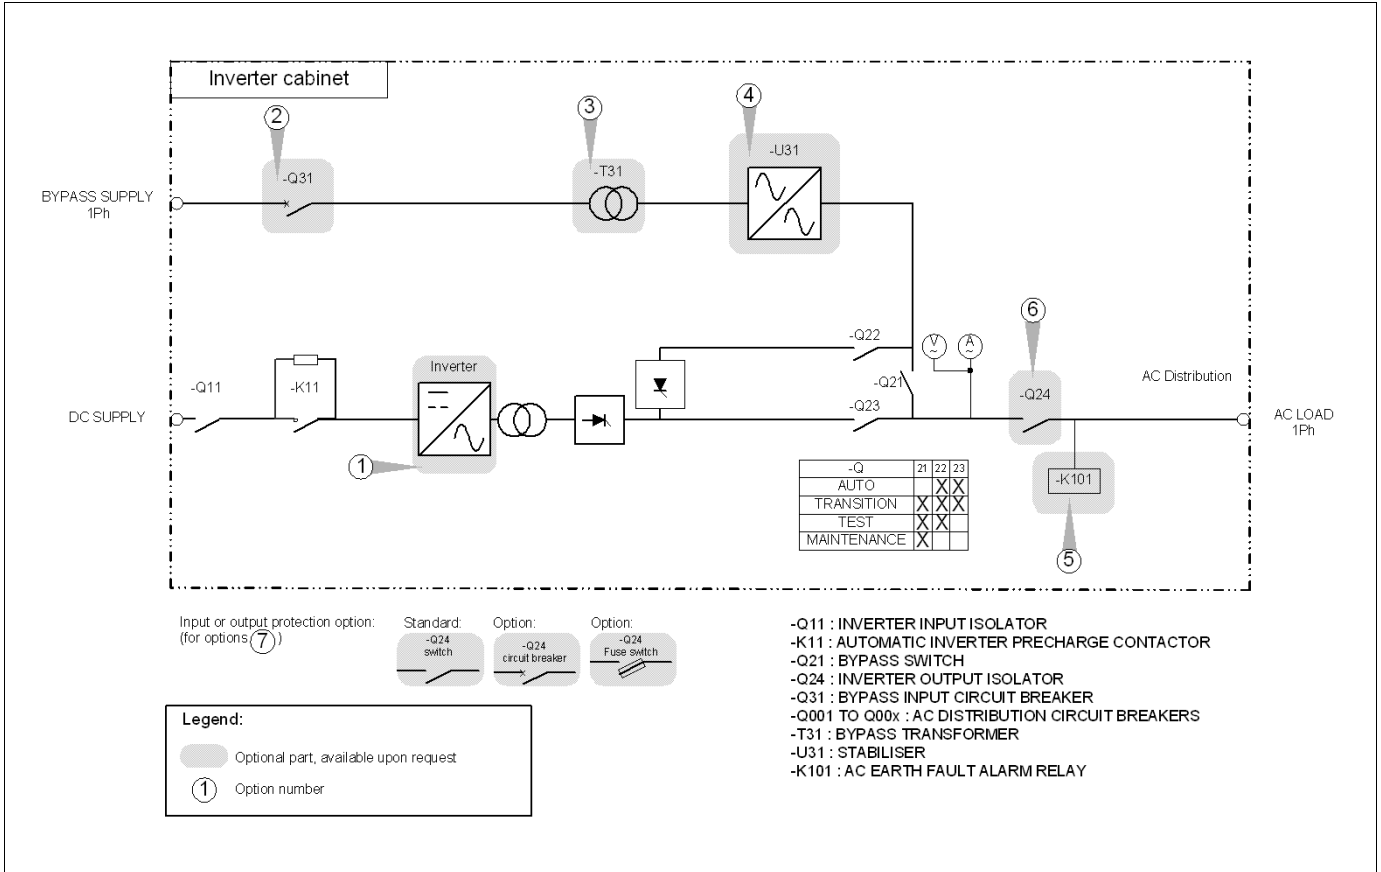 Inverter cabinet
2
3
4
-Q31
-T31
-U31
BYPASS SUPPLY
1Ph
6
-Q22
V
~
A
~
Inverter
-Q11
-K11
-Q21
-Q24
AC Distribution
-Q23
DC SUPPLY
AC LOAD
1Ph
1
-Q 21 22 23
AUTO X X
TRANSITION X X X
TEST X X
MAINTENANCE X
-K101
5
Input or output protection option:
(for options 7 )
Standard:
-Q24
switch
Option:
-Q24
circuit breaker
Option:
-Q24
Fuse switch
-Q11 : INVERTER INPUT ISOLATOR
-K11 : AUTOMATIC INVERTER PRECHARGE CONTACTOR
-Q21 : BYPASS SWITCH
-Q24 : INVERTER OUTPUT ISOLATOR
-Q31 : BYPASS INPUT CIRCUIT BREAKER
-Q001 TO Q00x : AC DISTRIBUTION CIRCUIT BREAKERS
-T31 : BYPASS TRANSFORMER
-U31 : STABILISER
-K101 : AC EARTH FAULT ALARM RELAY
Legend:
Optional part, available upon request
1 Option number